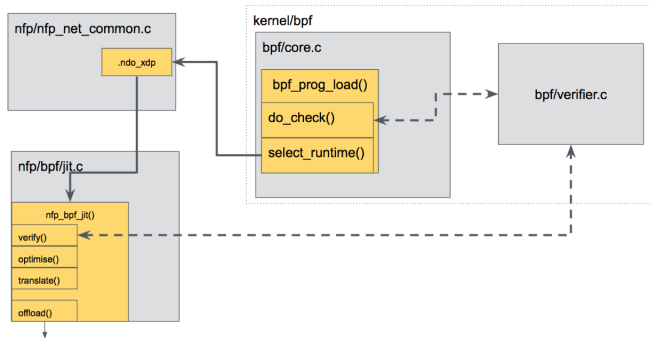 nfp/nfp_net_common.c
.ndo_xdp
kernel/bpf
bpf/core.c
bpf_prog_load()
do_check()
select_runtime()
bpf/verifier.c
nfp/bpf/jit.c
nfp_bpf_jit()
verify()
optimise()
translate()
offload()